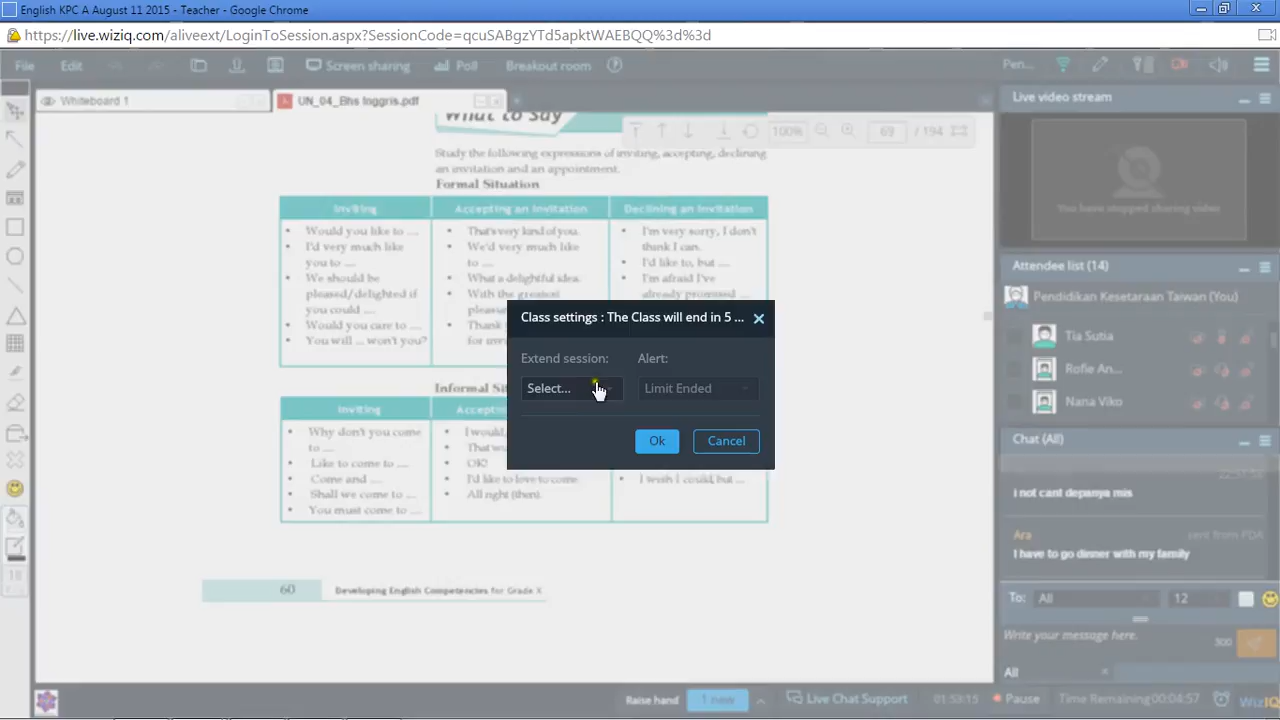 English KPC A August 11 2015 - Teacher - Google Chrome
https://live.wiziq.com/aliveext/LoginToSession.aspx?SessionCode=qcuSABgzYTd5apktWAEBQQ%3d%3d
File Edit Screen sharing Poll Breakout room Pen...
Whiteboard 1
UN_04_Bhs Inggris.pdf
What to Say
100% 69 / 194
Study the following expressions of inviting, accepting, declining
an invitation and an appointment.
Formal Situation
Inviting Accepting an Invitation Declining an Invitation
• Would you like to .... • That's very kind of you. • I'm very sorry, I don't
• I'd very much like • We'd very much like think I can.
you to .... to .... • I'd like to, but ....
• We should be • What a delightful idea. • I'm afraid I've
pleased/delighted if • With the greatest already promised ....
you could ....
• Would you care to .... • Thank
• You will ... won't you? for
Class settings : The Class will end in 5 ...
Extend session: Alert:
Select... Limit Ended
Ok Cancel
Informal
Inviting
• Why don't you come • I would,
to .... • That
• Like to come to .... • OK!
• Come and .... • I'd like to love to come. • I wish I could, but ...
• Shall we come to .... • All right (then).
• You must come to ....
60 Developing English Competencies for Grade X
Live video stream
You have stopped sharing video
Attendee list (14)
Pendidikan Kesetaraan Taiwan (You)
Tia Sutia
Rofie An...
Nana Viko
Chat (All)
i not cant depanya mis
Ara sent from PDA
I have to go dinner with my family
To: All 12
Write your message here. 300
All
Raise hand 1 new Live Chat Support 01:53:15 Pause Time Remaining:00:04:57 WizIQ